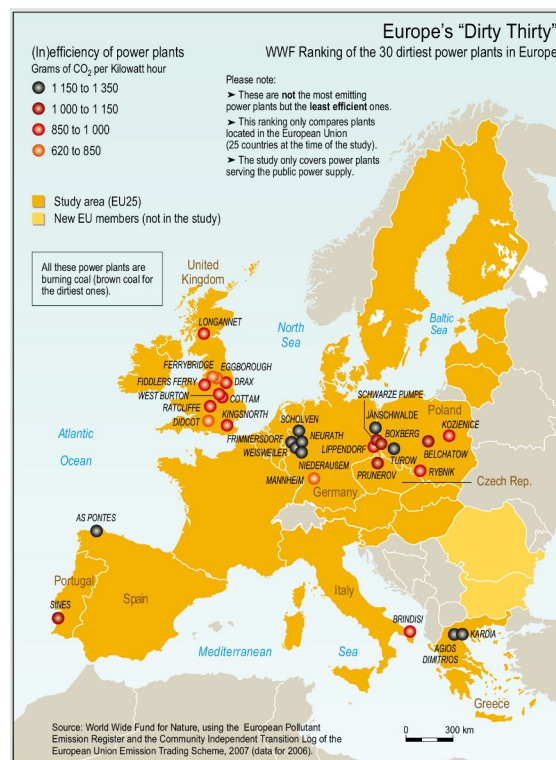 Europe's “Dirty Thirty”
WWF Ranking of the 30 dirtiest power plants in Europe
(In)efficiency of power plants
Grams of CO₂ per Kilowatt hour
1 150 to 1 350
1 000 to 1 150
850 to 1 000
620 to 850
Please note:
➤ These are not the most emitting
power plants but the least efficient ones.
➤ This ranking only compares plants
located in the European Union
(25 countries at the time of the study).
➤ The study only covers power plants
serving the public power supply.
Study area (EU25)
New EU members (not in the study)
All these power plants are
burning coal (brown coal for
the dirtiest ones).
United
Kingdom
LONGANNET
North
Sea
Baltic
Sea
FERRYBRIDGE
EGGBOROUGH
FIDDLERS FERRY
DRAX
WEST BURTON
COTTAM
RATCLIFFE
KINGSNORTH
DIDCOT
SCHWARZE PUMPE
JÄNSCHWALDE
Poland
KOZIENICE
SCHOLVEN
BOXBERG
FRIMMERSDORF
NEURATH
LIPPENDORF
BELCHATOW
WEISWEILER
TUROW
NIEDERAUSEM
PRUNEROV
RYBNIK
MANNHEIM
Germany
Czech Rep.
Atlantic
Ocean
AS PONTES
Portugal
Spain
SINES
Italy
BRINDISI
Mediterranean
Sea
KARDIA
AGIOS
DIMITRIOS
Greece
Source: World Wide Fund for Nature, using the European Pollutant
Emission Register and the Community Independent Transition Log of the
European Union Emission Trading Scheme, 2007 (data for 2006).
0 300 km